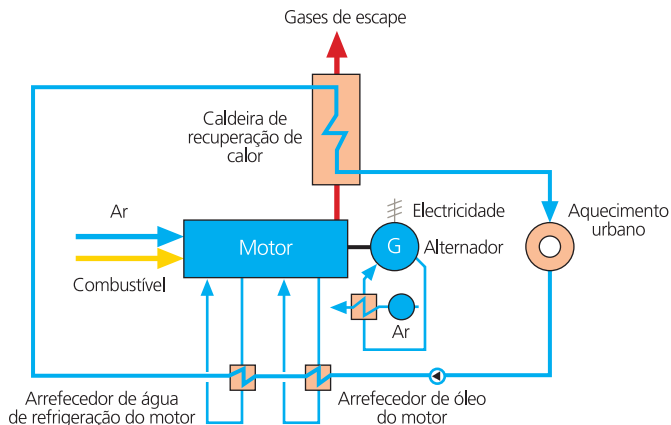 Gases de escape
Caldeira de
recuperação de
calor
Ar
Electricidade
Aquecimento
urbano
Motor
G
Alternador
Combustível
Ar
Arrefecedor de água
de refrigeração do motor
Arrefecedor de óleo
do motor